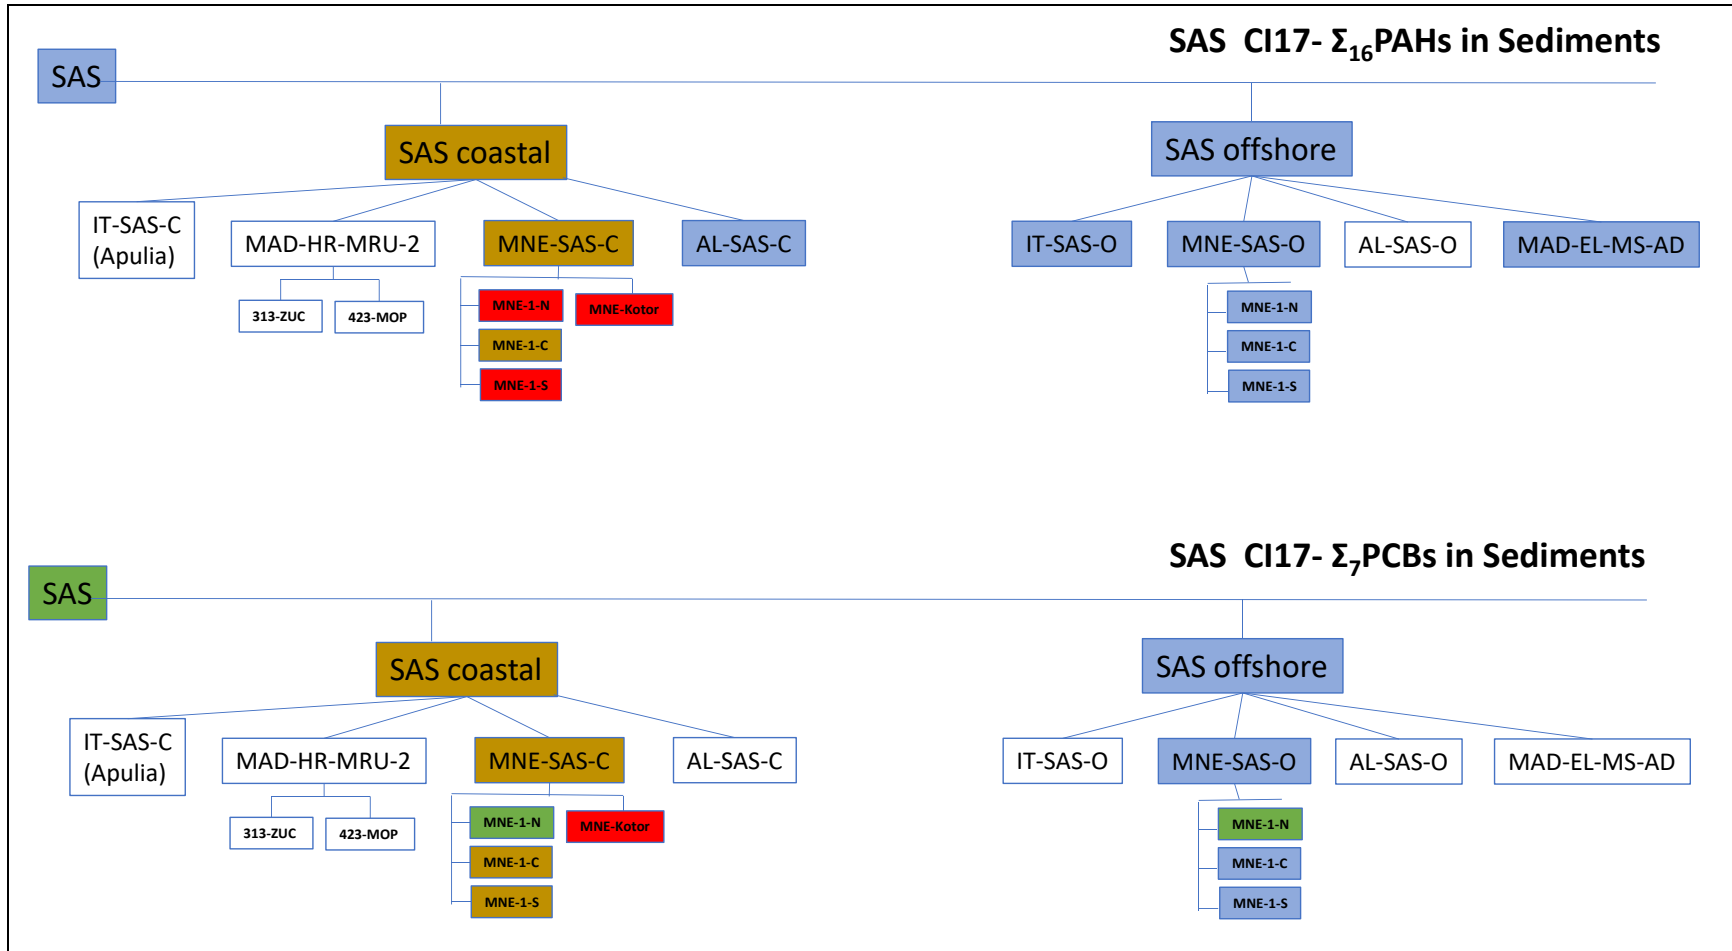 SAS CI17- Σ16PAHs in Sediments
SAS
SAS coastal
SAS offshore
IT-SAS-C
(Apulia)
MAD-HR-MRU-2
MNE-SAS-C
AL-SAS-C
IT-SAS-O
MNE-SAS-O
AL-SAS-O
MAD-EL-MS-AD
313-ZUC
423-MOP
MNE-1-N
MNE-Kotor
MNE-1-C
MNE-1-S
MNE-1-N
MNE-1-C
MNE-1-S
SAS CI17- Σ7PCBs in Sediments
SAS
SAS coastal
SAS offshore
IT-SAS-C
(Apulia)
MAD-HR-MRU-2
MNE-SAS-C
AL-SAS-C
IT-SAS-O
MNE-SAS-O
AL-SAS-O
MAD-EL-MS-AD
313-ZUC
423-MOP
MNE-1-N
MNE-Kotor
MNE-1-C
MNE-1-S
MNE-1-N
MNE-1-C
MNE-1-S